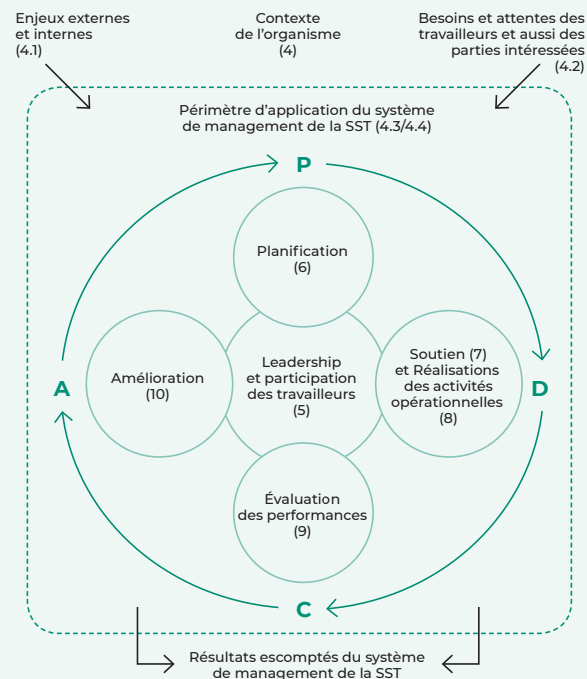 Enjeux externes
et internes
(4.1)
Contexte
de l'organisme
(4)
Besoins et attentes des
travailleurs et aussi des
parties intéressées
(4.2)
Périmètre d'application du système
de management de la SST (4.3/4.4)
P
Planification
(6)
A
Amélioration
(10)
Leadership
et participation
des travailleurs
(5)
Soutien (7)
et Réalisations
des activités
opérationnelles
(8)
D
Évaluation
des performances
(9)
C
Résultats escomptés du système
de management de la SST